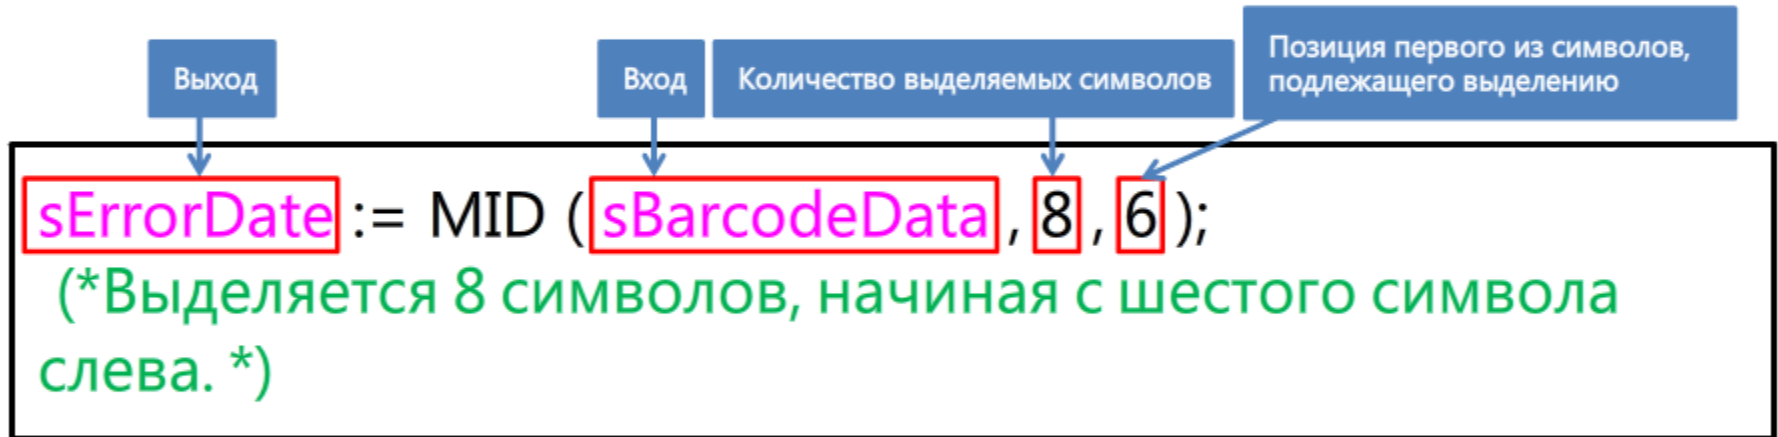 Выход
Вход
Количество выделяемых символов
Позиция первого из символов,
подлежащего выделению
sErrorDate := MID ( sBarcodeData , 8 , 6 );
(*Выделяется 8 символов, начиная с шестого символа
слева. *)